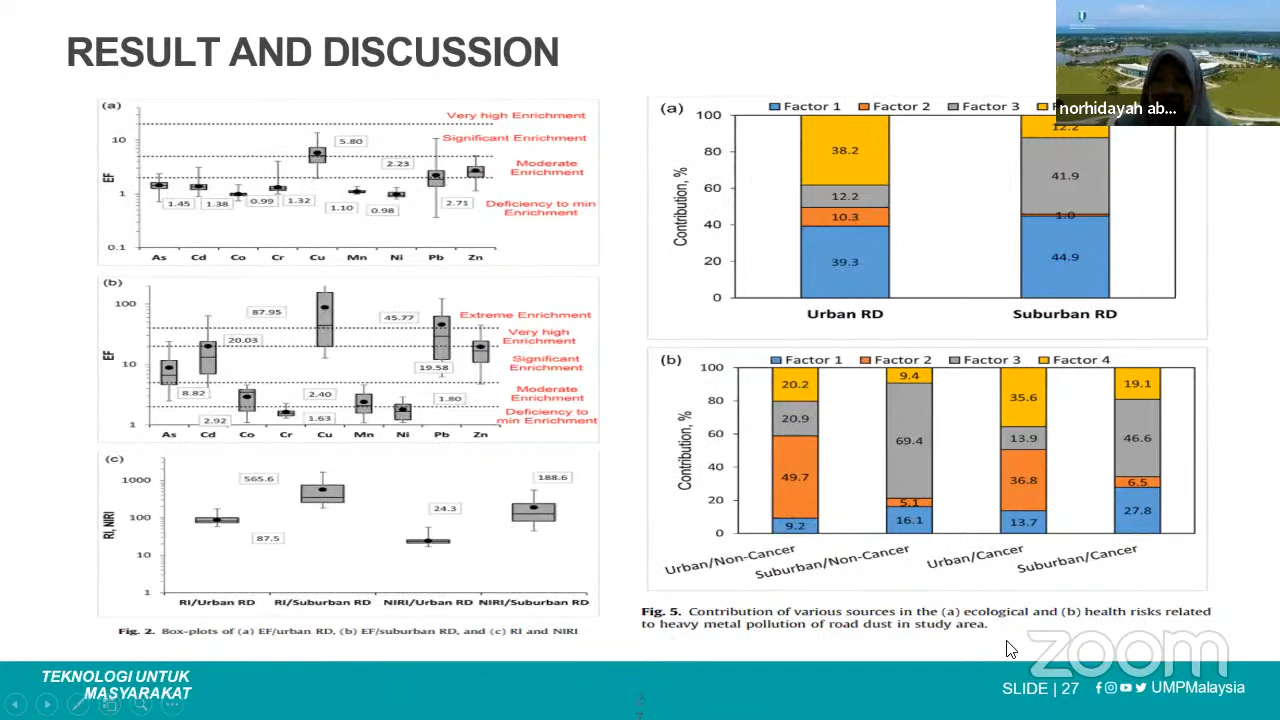 RESULT AND DISCUSSION
norhidayah ab...
(a)
Very high Enrichment
Significant Enrichment
Moderate
Enrichment
Deficiency to min
Enrichment
EF
10
1
0.1
1.45
1.38
0.99
1.32
5.80
1.10
0.98
2.23
2.71
As Cd Co Cr Cu Mn Ni Pb Zn
(b)
Extreme Enrichment
Very high
Enrichment
Significant
Enrichment
Moderate
Enrichment
Deficiency to
min Enrichment
EF
100
10
1
8.82
20.03
2.92
1.63
87.95
2.40
1.80
45.77
19.58
As Cd Co Cr Cu Mn Ni Pb Zn
(c)
RI, NIRI
1000
100
10
1
87.5
565.6
24.3
188.6
RI/Urban RD RI/Suburban RD NIRI/Urban RD NIRI/Suburban RD
Fig. 2. Box-plots of (a) EF/urban RD, (b) EF/suburban RD, and (c) RI and NIRI
(a)
Factor 1 Factor 2 Factor 3
Contribution, %
100
80
60
40
20
0
38.2
12.2
10.3
39.3
12.2
41.9
1.0
44.9
Urban RD Suburban RD
(b)
Factor 1 Factor 2 Factor 3 Factor 4
Contribution, %
100
80
60
40
20
0
20.2
20.9
49.7
9.2
9.4
69.4
5.1
16.1
35.6
13.9
36.8
13.7
19.1
46.6
6.5
27.8
Urban/Non-Cancer Suburban/Non-Cancer Urban/Cancer Suburban/Cancer
Fig. 5. Contribution of various sources in the (a) ecological and (b) health risks related
to heavy metal pollution of road dust in study area.
zoom
TEKNOLOGI UNTUK
MASYARAKAT
SLIDE | 27
UMPMalaysia